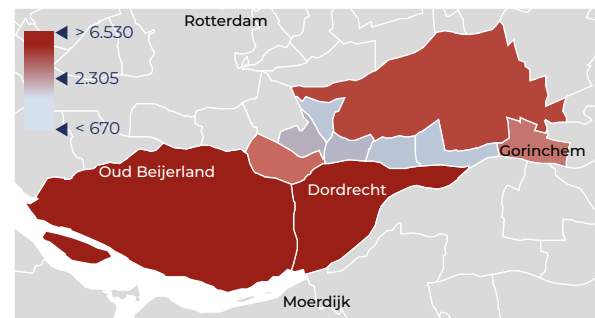 Rotterdam
> 6.530
2.305
< 670
Gorinchem
Oud Beijerland
Dordrecht
Moerdijk